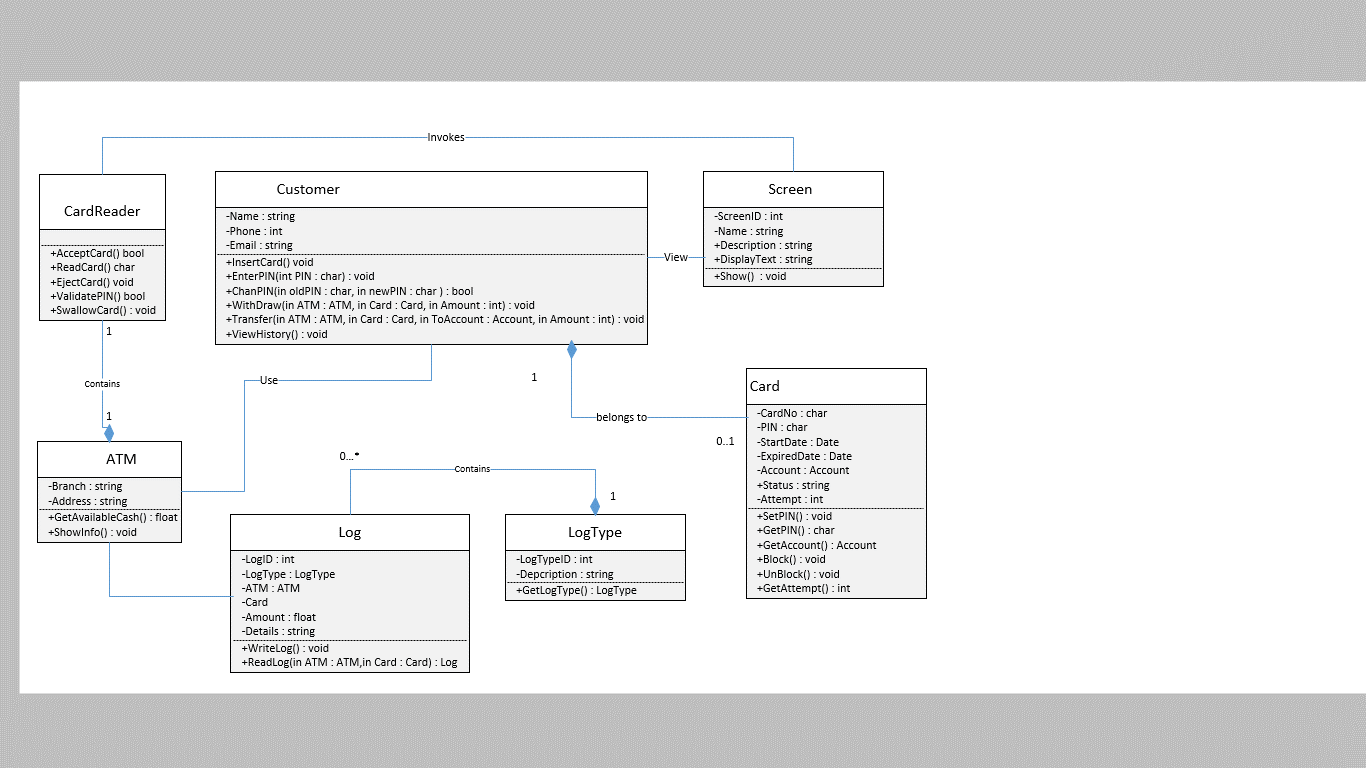 Invokes
CardReader
+AcceptCard() bool
+ReadCard() char
+EjectCard() void
+ValidatePIN() bool
+SwallowCard() : void
Customer
-Name : string
-Phone : int
-Email : string
+InsertCard() void
+EnterPIN(int PIN : char) : void
+ChanPIN(in oldPIN : char, in newPIN : char ) : bool
+WithDraw(in ATM : ATM, in Card : Card, in Amount : int) : void
+Transfer(in ATM : ATM, in Card : Card, in ToAccount : Account, in Amount : int) : void
+ViewHistory() : void
View
Screen
-ScreenID : int
-Name : string
+Description : string
+DisplayText : string
+Show() : void
1
Contains
1
Use
1
belongs to
0..1
ATM
-Branch : string
-Address : string
+GetAvailableCash() : float
+ShowInfo() : void
0...*
Contains
1
Log
-LogID : int
-LogType : LogType
-ATM : ATM
-Card
-Amount : float
-Details : string
+WriteLog() : void
+ReadLog(in ATM : ATM,in Card : Card) : Log
LogType
-LogTypeID : int
-Depcription : string
+GetLogType() : LogType
Card
-CardNo : char
-PIN : char
-StartDate : Date
-ExpiredDate : Date
-Account : Account
+Status : string
-Attempt : int
+SetPIN() : void
+GetPIN() : char
+GetAccount() : Account
+Block() : void
+UnBlock() : void
+GetAttempt() : int